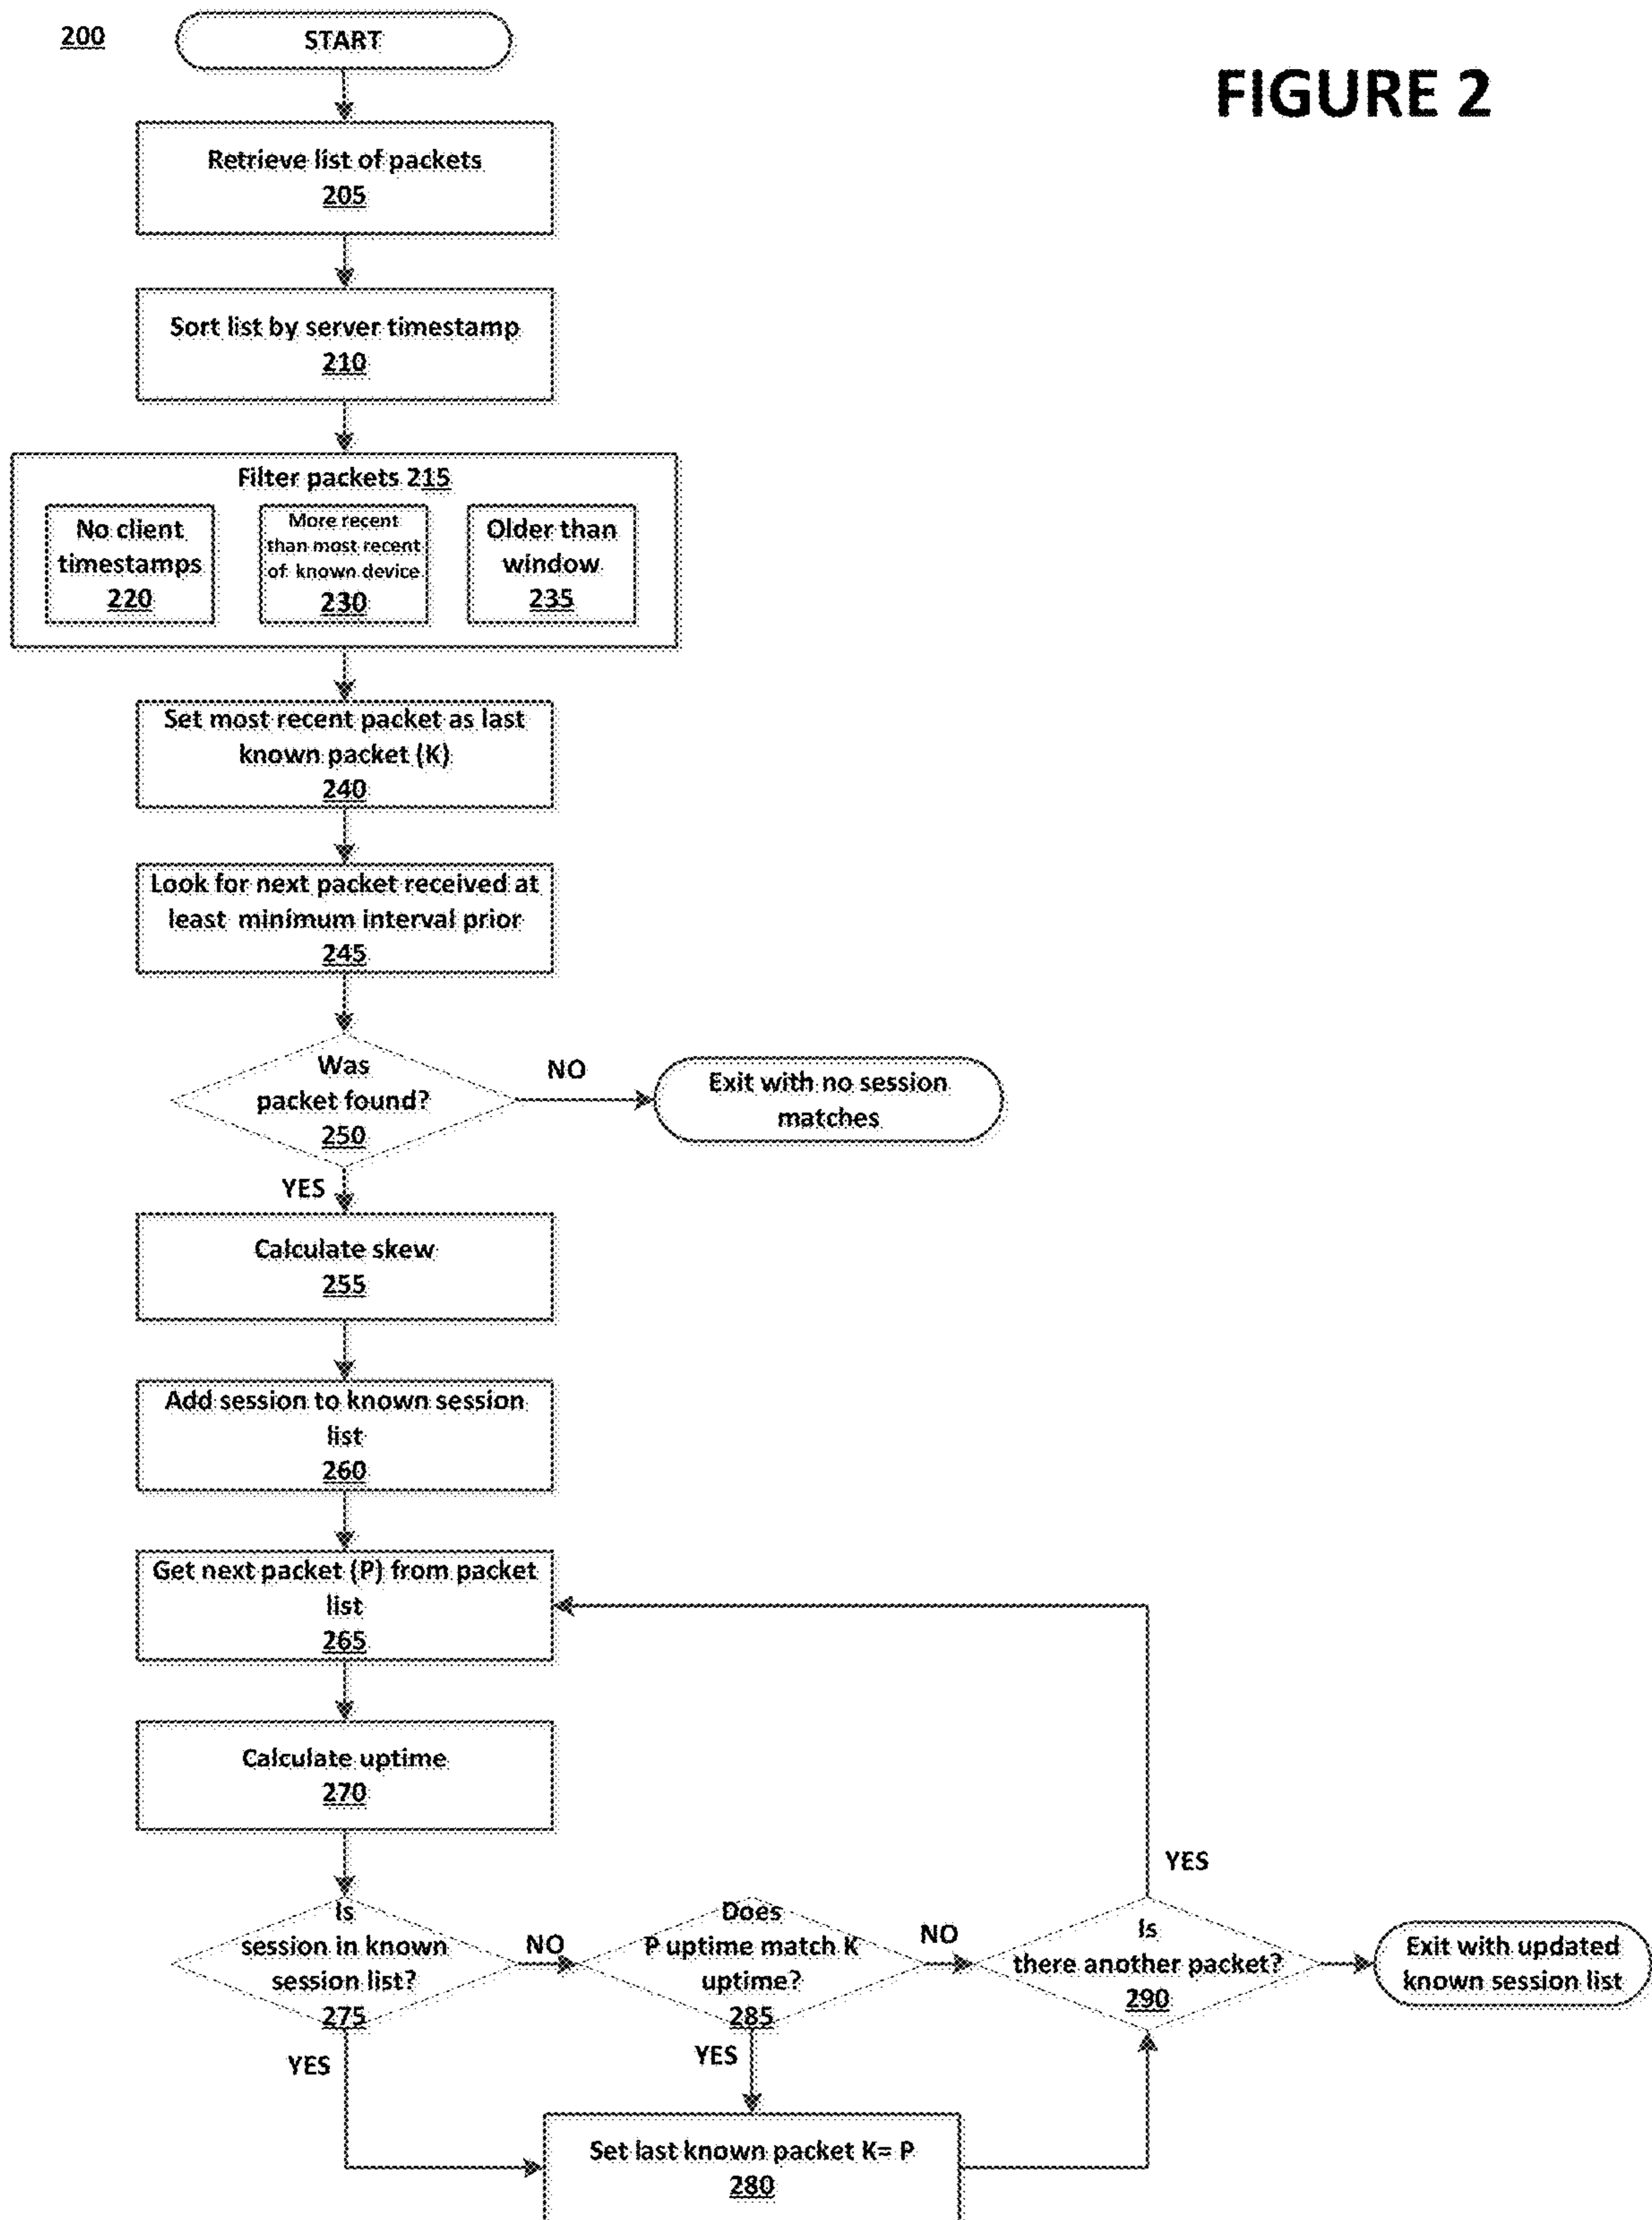 200
START
FIGURE 2
Retrieve list of packets
205
Sort list by server timestamp
210
Filter packets 215
No client
timestamps
220
More recent
than most recent
of known device
230
Older than
window
235
Set most recent packet as last
known packet (K)
240
Look for next packet received at
least minimum interval prior
245
Was
packet found?
250
NO
Exit with no session
matches
YES
Calculate skew
255
Add session to known session
list
260
Get next packet (P) from packet
list
265
Calculate uptime
270
YES
Is
session in known
session list?
275
NO
Does
P uptime match K
uptime?
285
NO
Is
there another packet?
290
Exit with updated
known session list
YES
YES
Set last known packet K= P
280